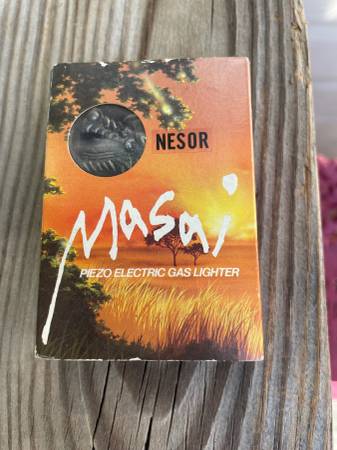 NESOR
Masai
PIEZO ELECTRIC GAS LIGHTER